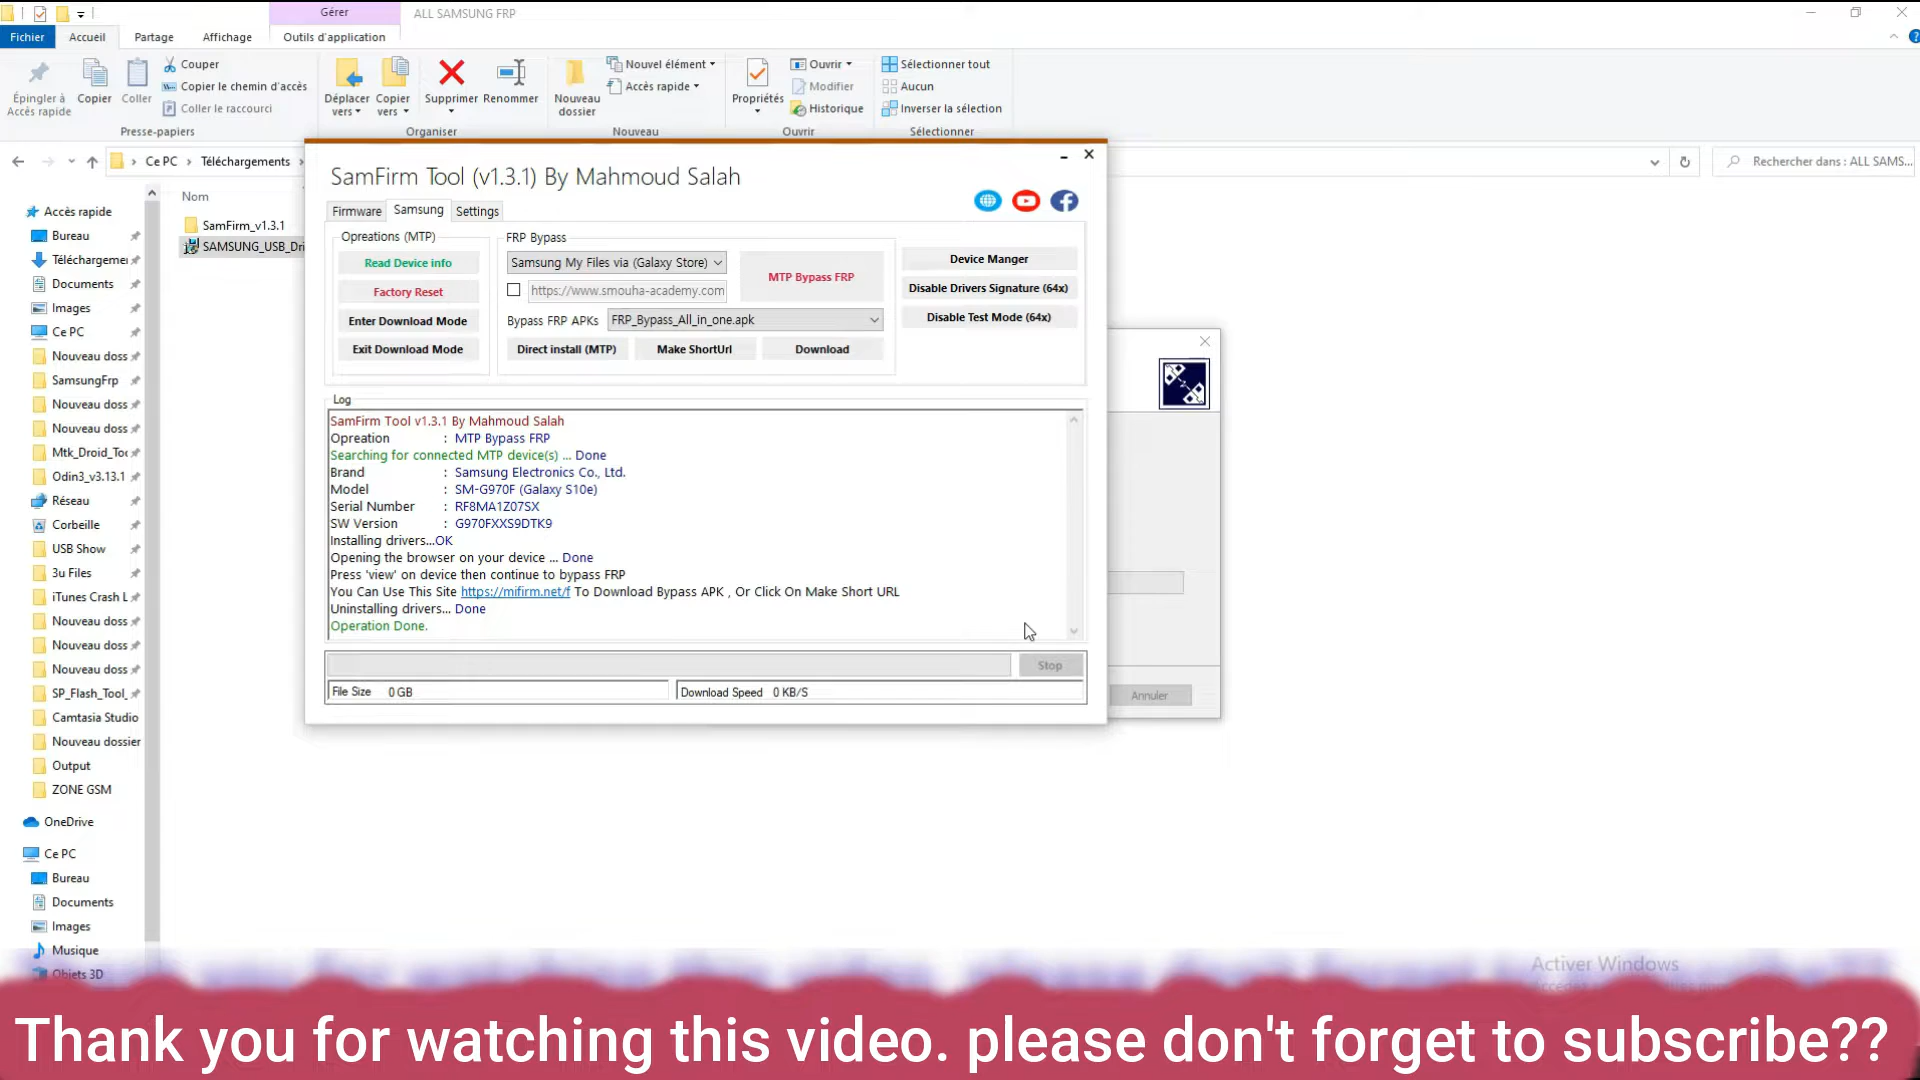 Gérer
ALL SAMSUNG FRP
Fichier
Accueil
Partage
Affichage
Outils d'application
Épingler à
Accès rapide
Copier
Coller
Couper
Copier le chemin d'accès
Coller le raccourci
Presse-papiers
Déplacer
vers
Copier
vers
Supprimer
Renommer
Organiser
Nouveau
dossier
Nouvel élément
Accès rapide
Nouveau
Propriétés
Ouvrir
Modifier
Historique
Ouvrir
Sélectionner tout
Aucun
Inverser la sélection
Sélectionner
Ce PC
Téléchargements
Rechercher dans : ALL SAMS...
Nom
SamFirm_v1.3.1
SAMSUNG_USB_Dri
Accès rapide
Bureau
Téléchargemer
Documents
Images
Ce PC
Nouveau doss
SamsungFrp
Nouveau doss
Nouveau doss
Mtk_Droid_Toc
Odin3_v3.13.1
Réseau
Corbeille
USB Show
3u Files
iTunes Crash L
Nouveau doss
Nouveau doss
Nouveau doss
SP_Flash_Tool_
Camtasia Studio
Nouveau dossier
Output
ZONE GSM
OneDrive
Ce PC
Bureau
Documents
Images
Musique
Objets 3D
SamFirm Tool (v1.3.1) By Mahmoud Salah
Firmware
Samsung
Settings
Opreations (MTP)
Read Device info
Factory Reset
Enter Download Mode
Exit Download Mode
FRP Bypass
Samsung My Files via (Galaxy Store)
https://www.smouha-academy.com
MTP Bypass FRP
Bypass FRP APKs
FRP_Bypass_All_in_one.apk
Direct install (MTP)
Make ShortUrl
Download
Device Manger
Disable Drivers Signature (64x)
Disable Test Mode (64x)
Log
SamFirm Tool v1.3.1 By Mahmoud Salah
Opreation : MTP Bypass FRP
Searching for connected MTP device(s) ... Done
Brand : Samsung Electronics Co., Ltd.
Model : SM-G970F (Galaxy S10e)
Serial Number : RF8MA1Z07SX
SW Version : G970FXXS9DTK9
Installing drivers...OK
Opening the browser on your device ... Done
Press 'view' on device then continue to bypass FRP
You Can Use This Site https://mifirm.net/f To Download Bypass APK , Or Click On Make Short URL
Uninstalling drivers... Done
Operation Done.
Stop
File Size 0 GB
Download Speed 0 KB/S
Annuler
Activer Windows
Thank you for watching this video. please don't forget to subscribe??